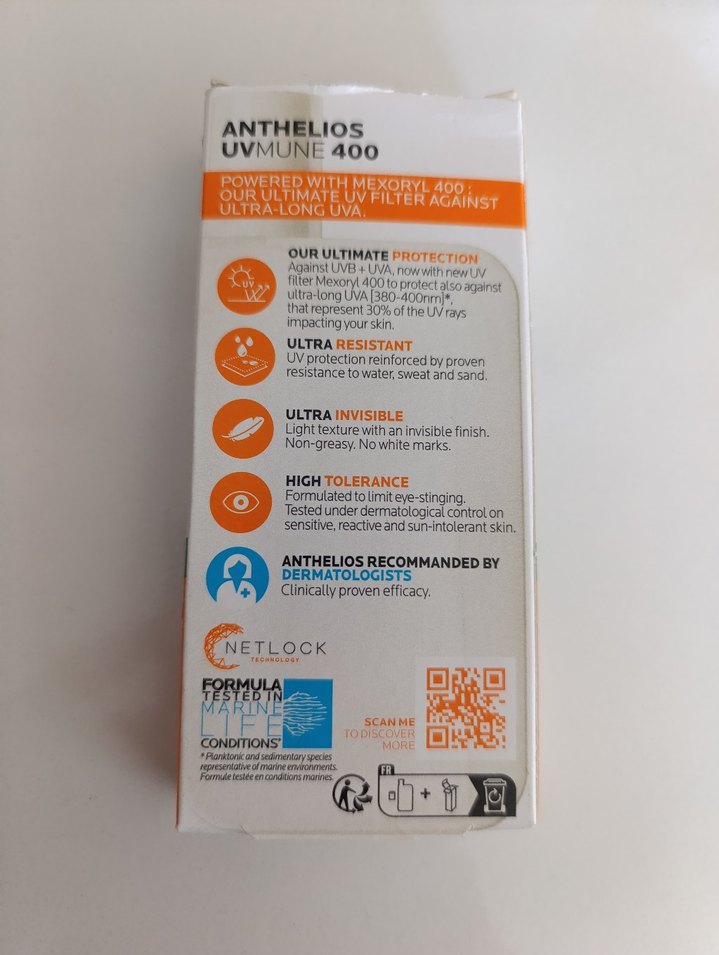 ANTHELIOS
UVMUNE 400
POWERED WITH MEXORYL 400 :
OUR ULTIMATE UV FILTER AGAINST
ULTRA-LONG UVA.
UV
OUR ULTIMATE PROTECTION
Against UVB + UVA, now with new UV
filter Mexoryl 400 to protect also against
ultra-long UVA [380-400nm]*,
that represent 30% of the UV rays
impacting your skin.
ULTRA RESISTANT
UV protection reinforced by proven
resistance to water, sweat and sand.
ULTRA INVISIBLE
Light texture with an invisible finish.
Non-greasy. No white marks.
HIGH TOLERANCE
Formulated to limit eye-stinging.
Tested under dermatological control on
sensitive, reactive and sun-intolerant skin.
ANTHELIOS RECOMMANDED BY
DERMATOLOGISTS
Clinically proven efficacy.
NETLOCK
TECHNOLOGY
FORMULA
TESTED IN
MARINE
LIFE
CONDITIONS*
* Planktonic and sedimentary species
representative of marine environments.
Formule testée en conditions marines.
SCAN ME
TO DISCOVER
MORE
FR
+